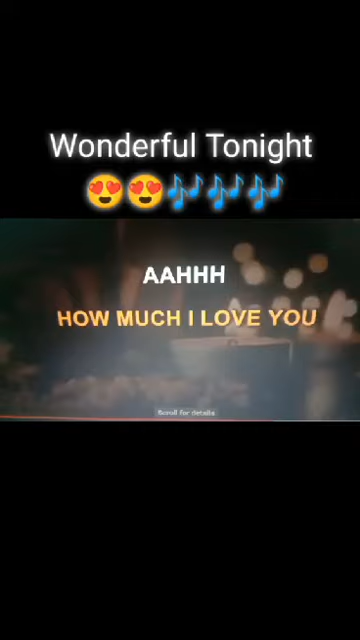 Wonderful Tonight
😍😍🎶🎶🎶
AAHHH
HOW MUCH I LOVE YOU
Scroll for details